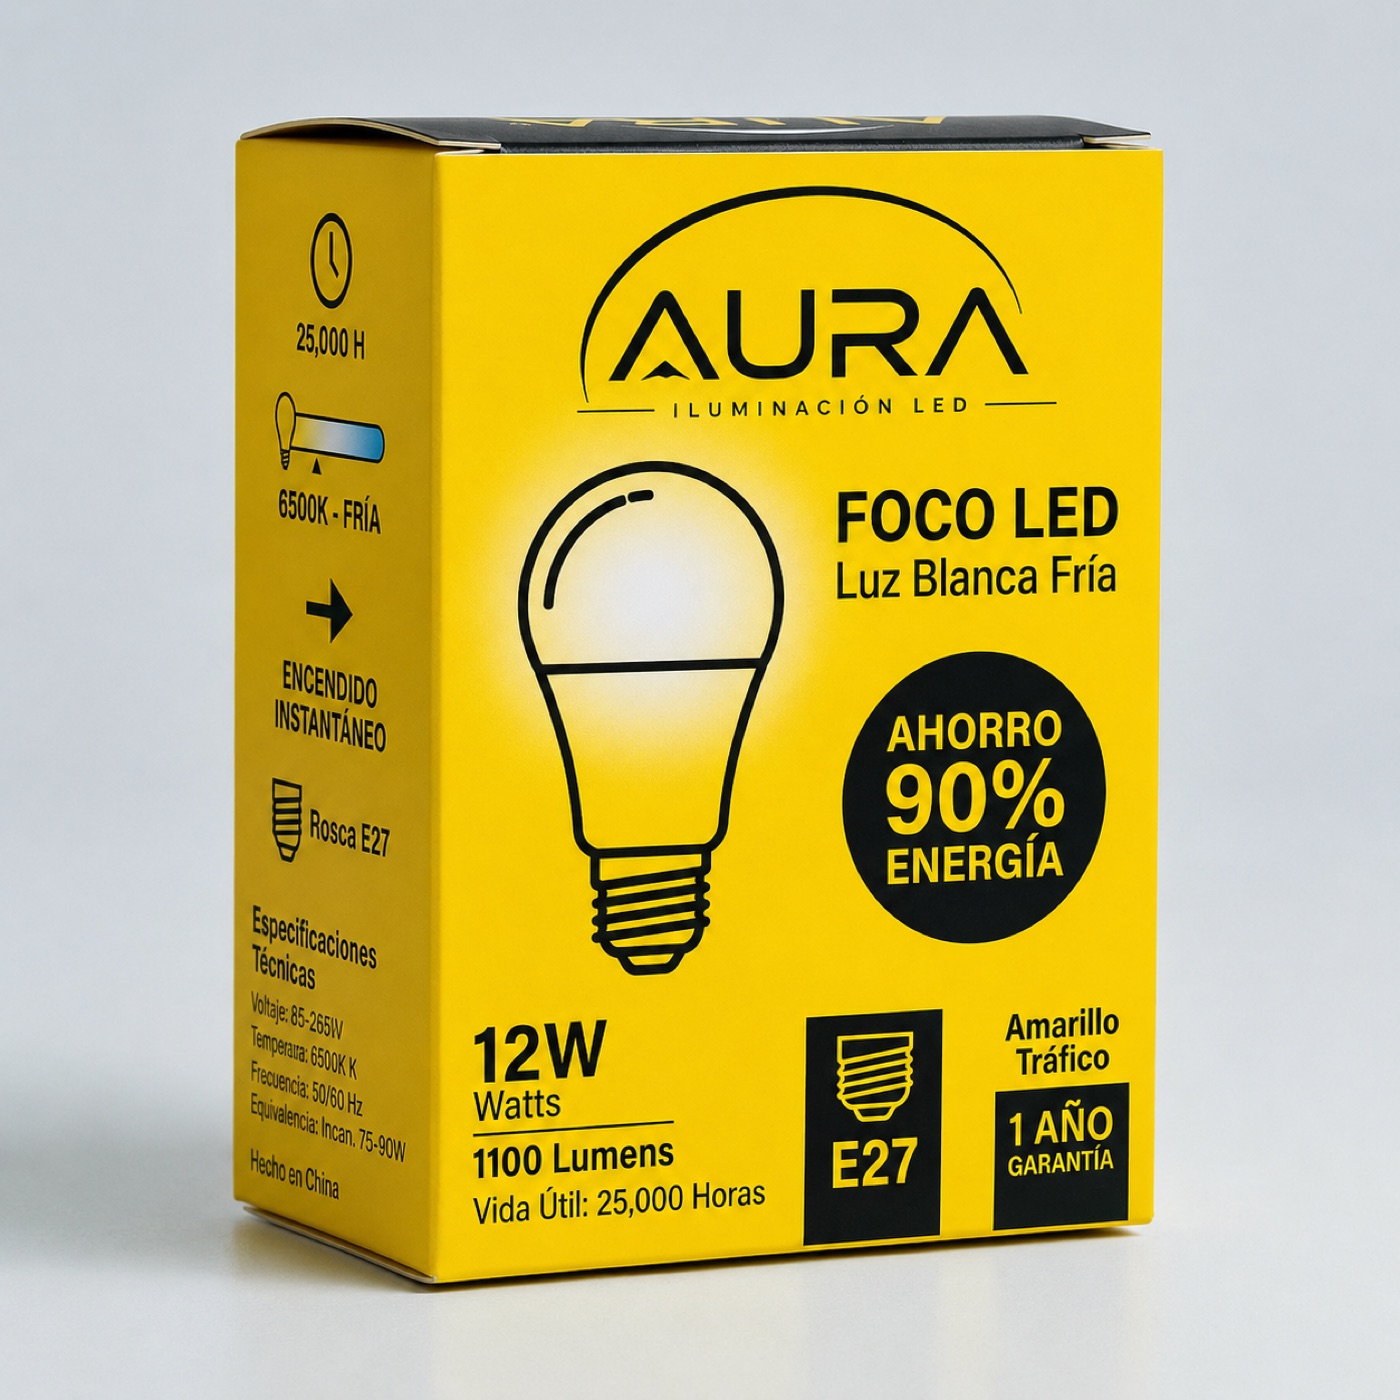 AURA
AURA
ILUMINACIÓN LED
FOCO LED
Luz Blanca Fría
AHORRO
90%
ENERGÍA
12W
Watts
1100 Lumens
Vida Útil: 25,000 Horas
E27
Amarillo
Tráfico
1 AÑO
GARANTÍA
25,000 H
6500K - FRÍA
ENCENDIDO
INSTANTÁNEO
Rosca E27
Especificaciones
Técnicas
Voltaje: 85-265W
Temperatura: 6500K K
Frecuencia: 50/60 Hz
Equivalencia: Incan. 75-90W
Hecho en China